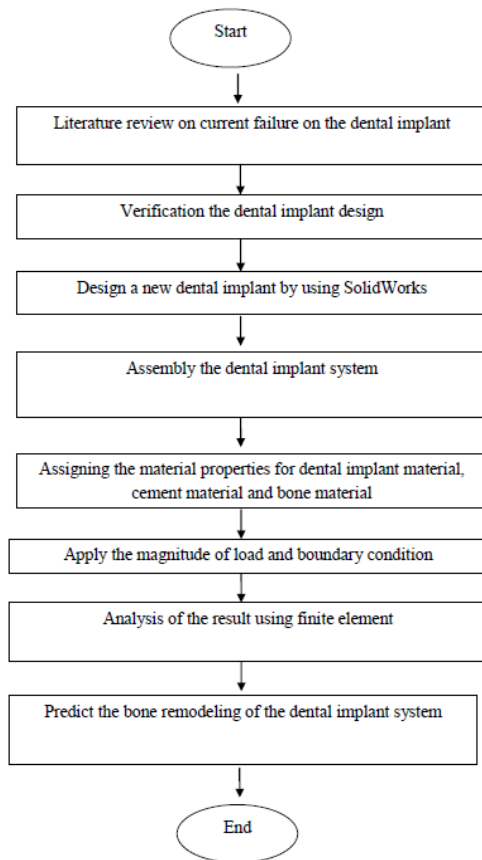 Start
Literature review on current failure on the dental implant
Verification the dental implant design
Design a new dental implant by using SolidWorks
Assembly the dental implant system
Assigning the material properties for dental implant material,
cement material and bone material
Apply the magnitude of load and boundary condition
Analysis of the result using finite element
Predict the bone remodeling of the dental implant system
End